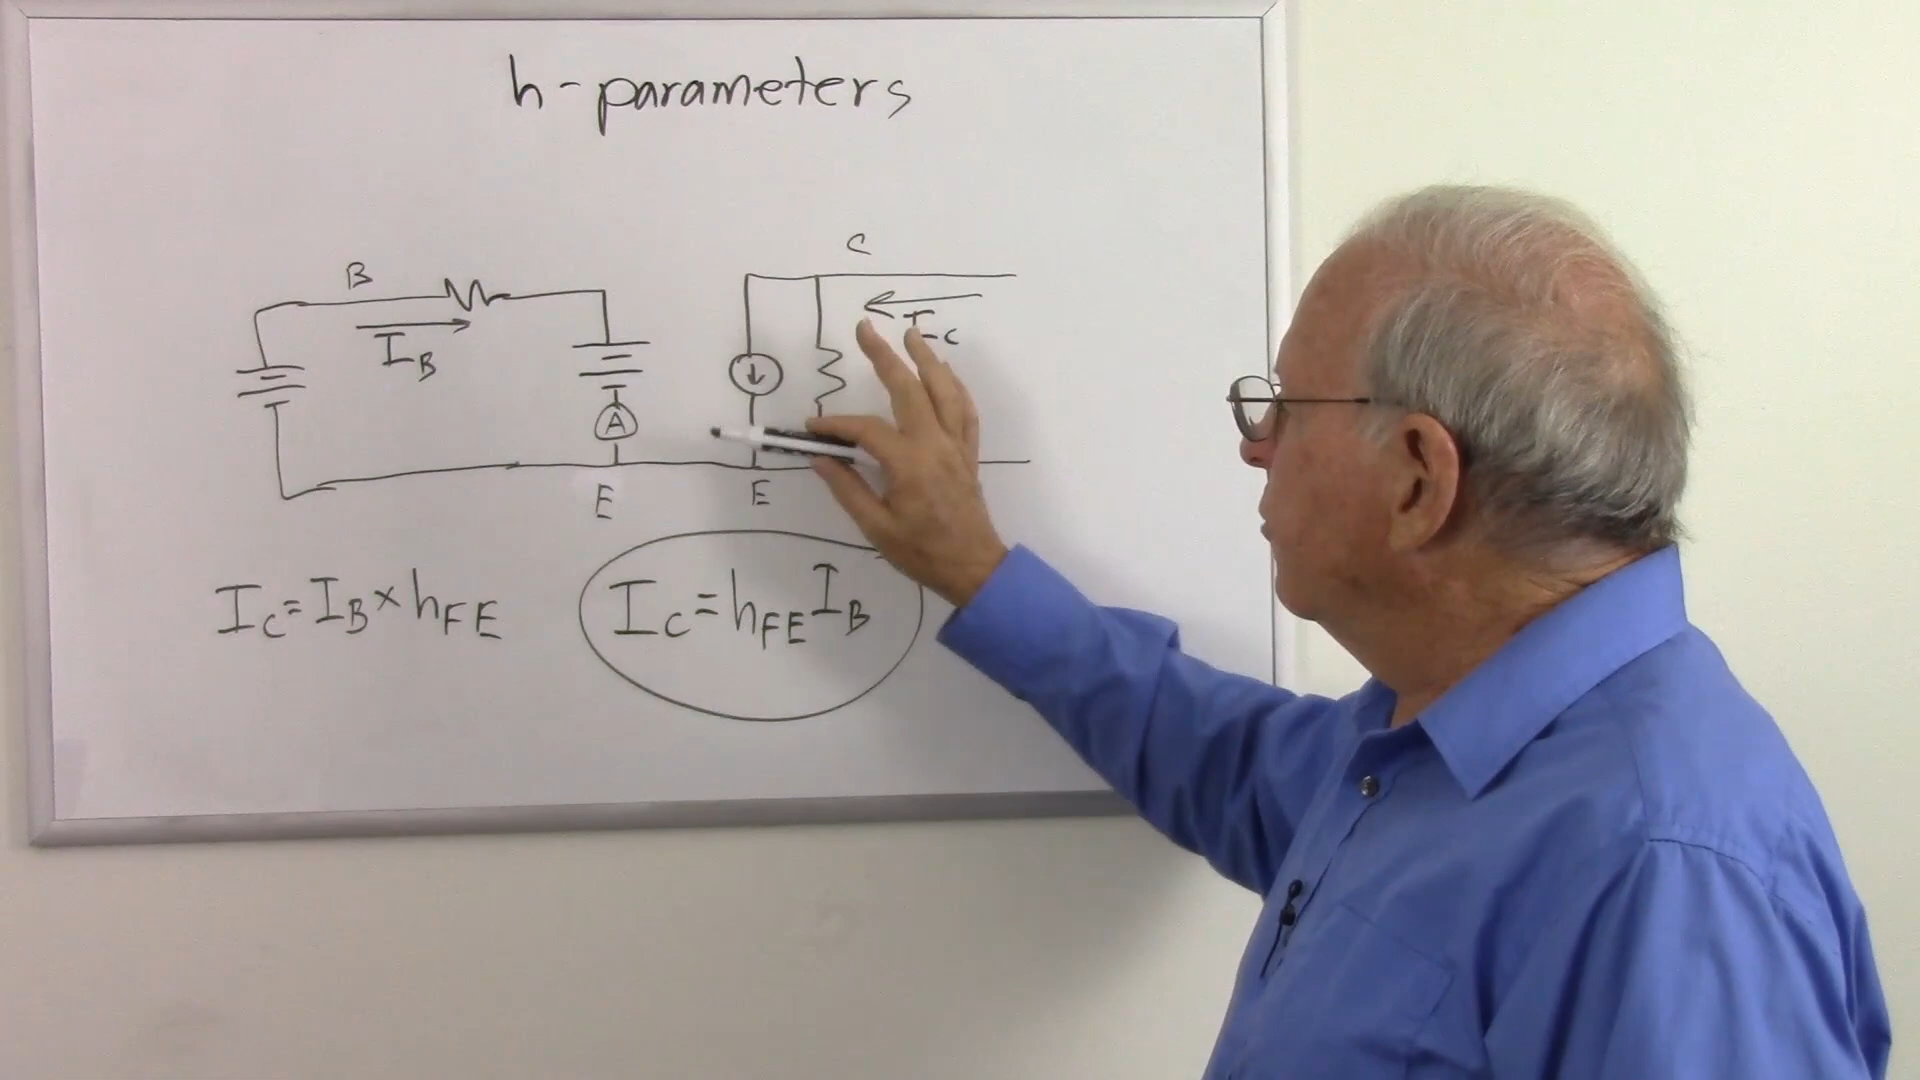 h-parameters
C
B
I_B
I_C
A
E
E
I_C = I_B × h_FE
I_C = h_FE I_B